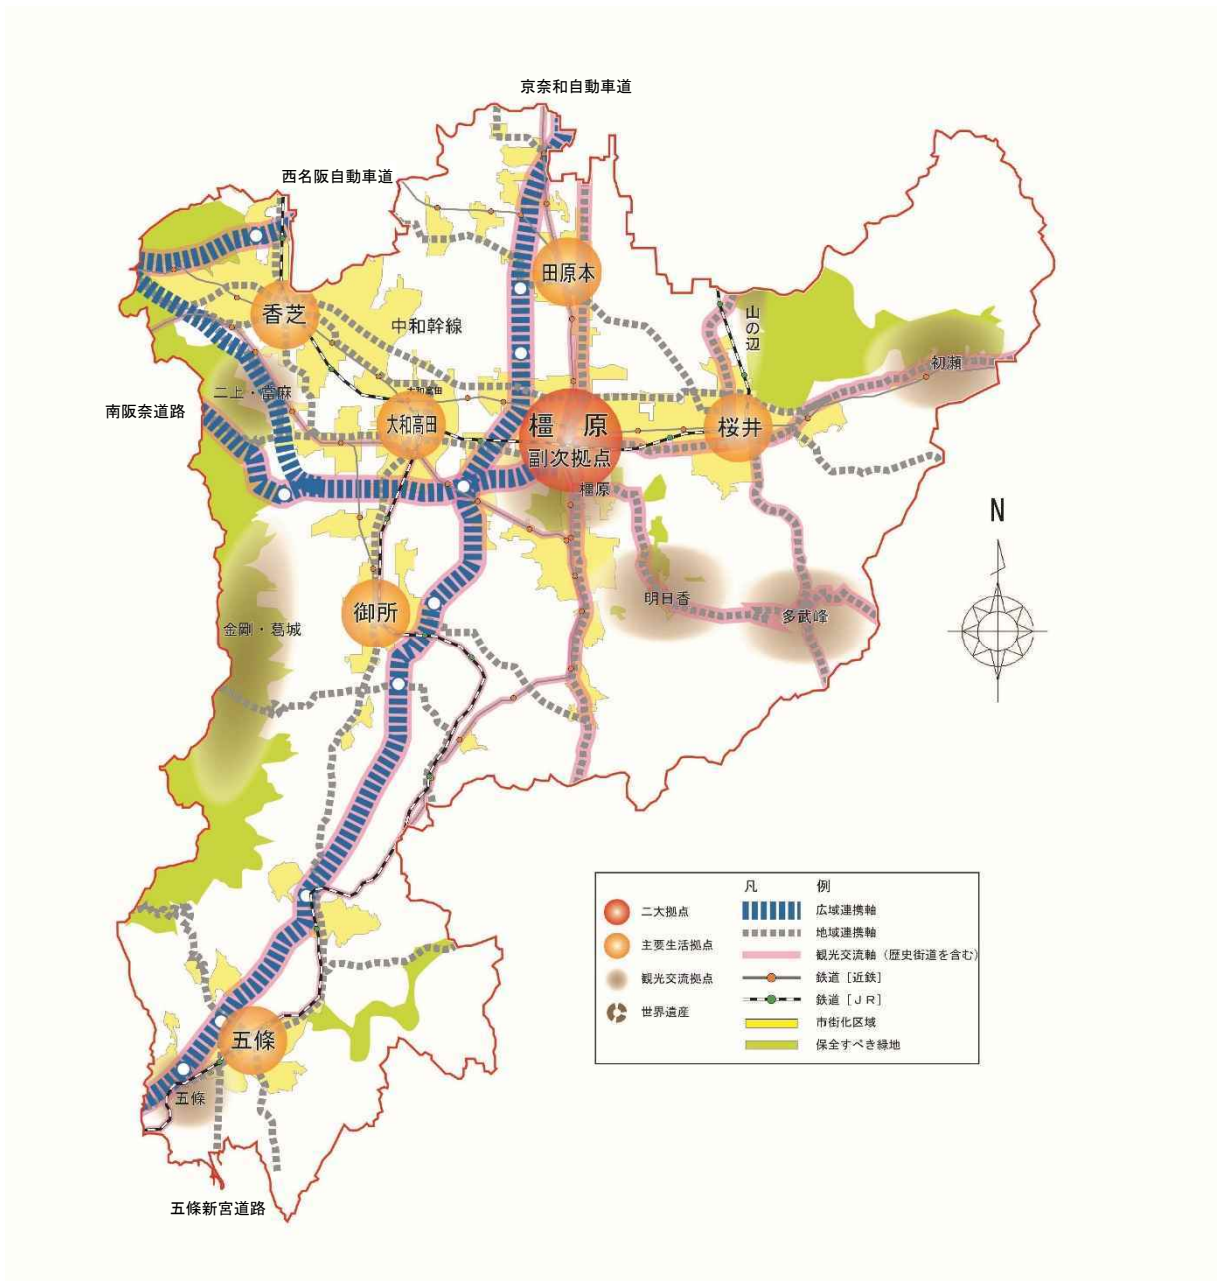 京奈和自動車道
西名阪自動車道
田原本
香芝
中和幹線
山の辺
初瀬
二上・當麻
大和高田
南阪奈道路
大和高田
橿原
副次拠点
桜井
橿原
明日香
多武峰
御所
金剛・葛城
N
五條
五條
五條新宮道路
凡例
二大拠点
主要生活拠点
観光交流拠点
世界遺産
広域連携軸
地域連携軸
観光交流軸（歴史街道を含む）
鉄道［近鉄］
鉄道［ＪＲ］
市街化区域
保全すべき緑地